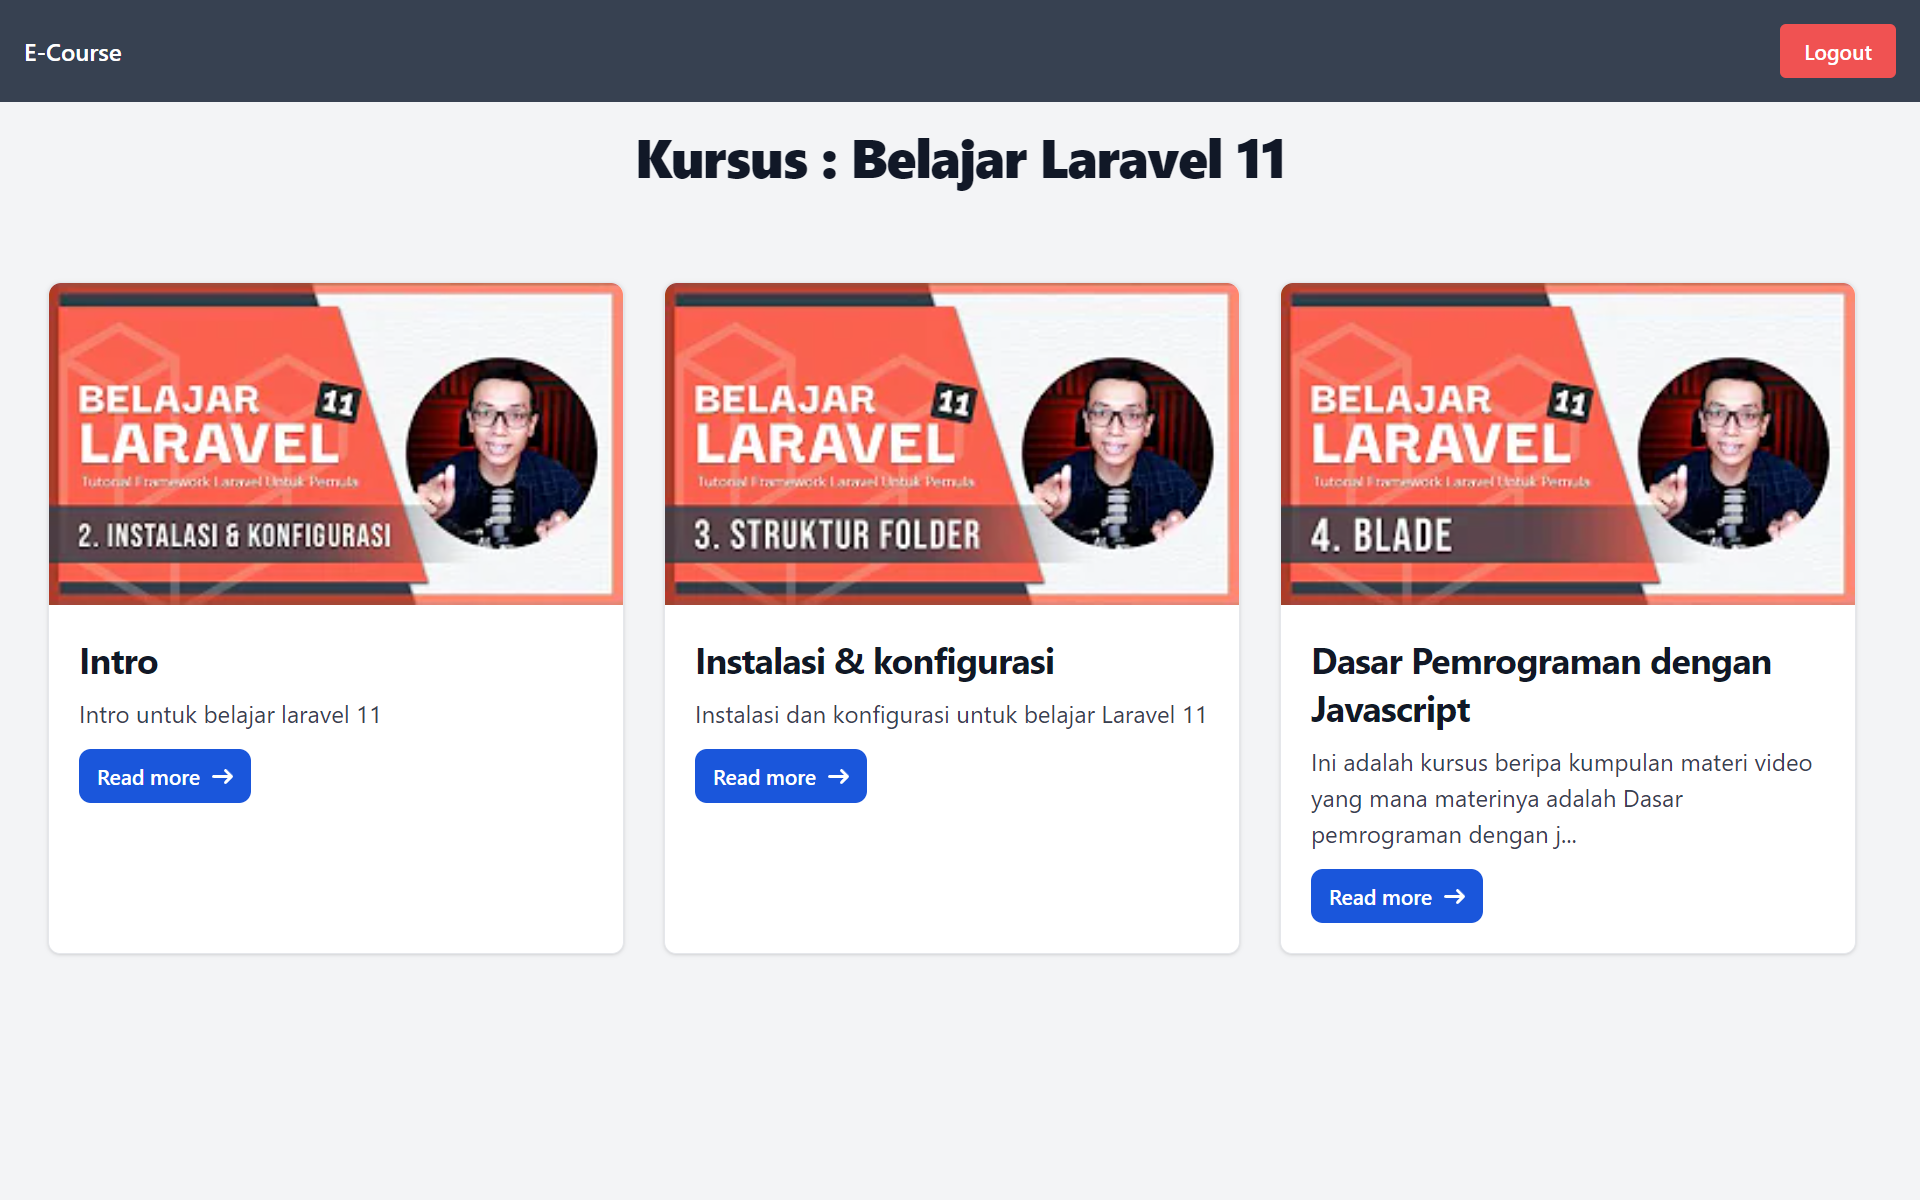 E-Course
Logout
Kursus : Belajar Laravel 11
BELAJAR 11
LARAVEL
Tutorial Framework Laravel Untuk Pemula
2. INSTALASI & KONFIGURASI
Intro
Intro untuk belajar laravel 11
Read more →
BELAJAR 11
LARAVEL
Tutorial Framework Laravel Untuk Pemula
3. STRUKTUR FOLDER
Instalasi & konfigurasi
Instalasi dan konfigurasi untuk belajar Laravel 11
Read more →
BELAJAR 11
LARAVEL
Tutorial Framework Laravel Untuk Pemula
4. BLADE
Dasar Pemrograman dengan
Javascript
Ini adalah kursus beripa kumpulan materi video
yang mana materinya adalah Dasar
pemrograman dengan j...
Read more →